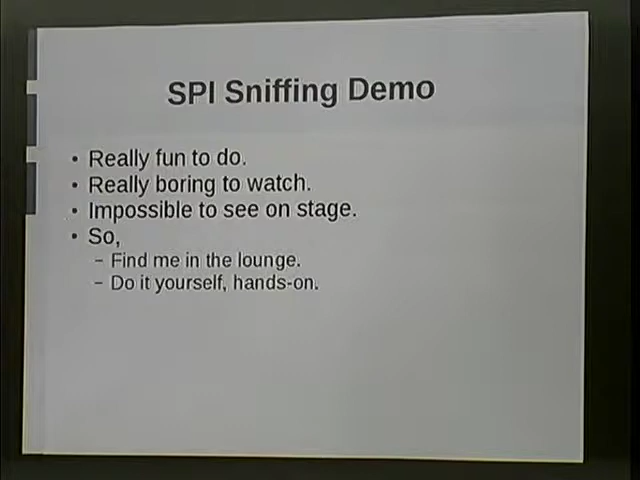 SPI Sniffing Demo
• Really fun to do.
• Really boring to watch.
• Impossible to see on stage.
• So,
– Find me in the lounge.
– Do it yourself, hands-on.